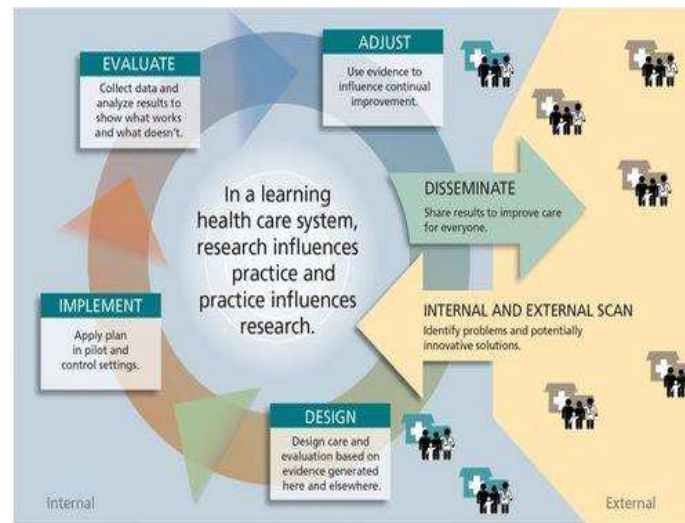 ADJUST
Use evidence to
influence continual
improvement.
EVALUATE
Collect data and
analyze results to
show what works
and what doesn't.
In a learning
health care system,
research influences
practice and
practice influences
research.
DISSEMINATE
Share results to improve care
for everyone.
INTERNAL AND EXTERNAL SCAN
Identify problems and potentially
innovative solutions.
IMPLEMENT
Apply plan
in pilot and
control settings.
DESIGN
Design care and
evaluation based on
evidence generated
here and elsewhere.
Internal
External